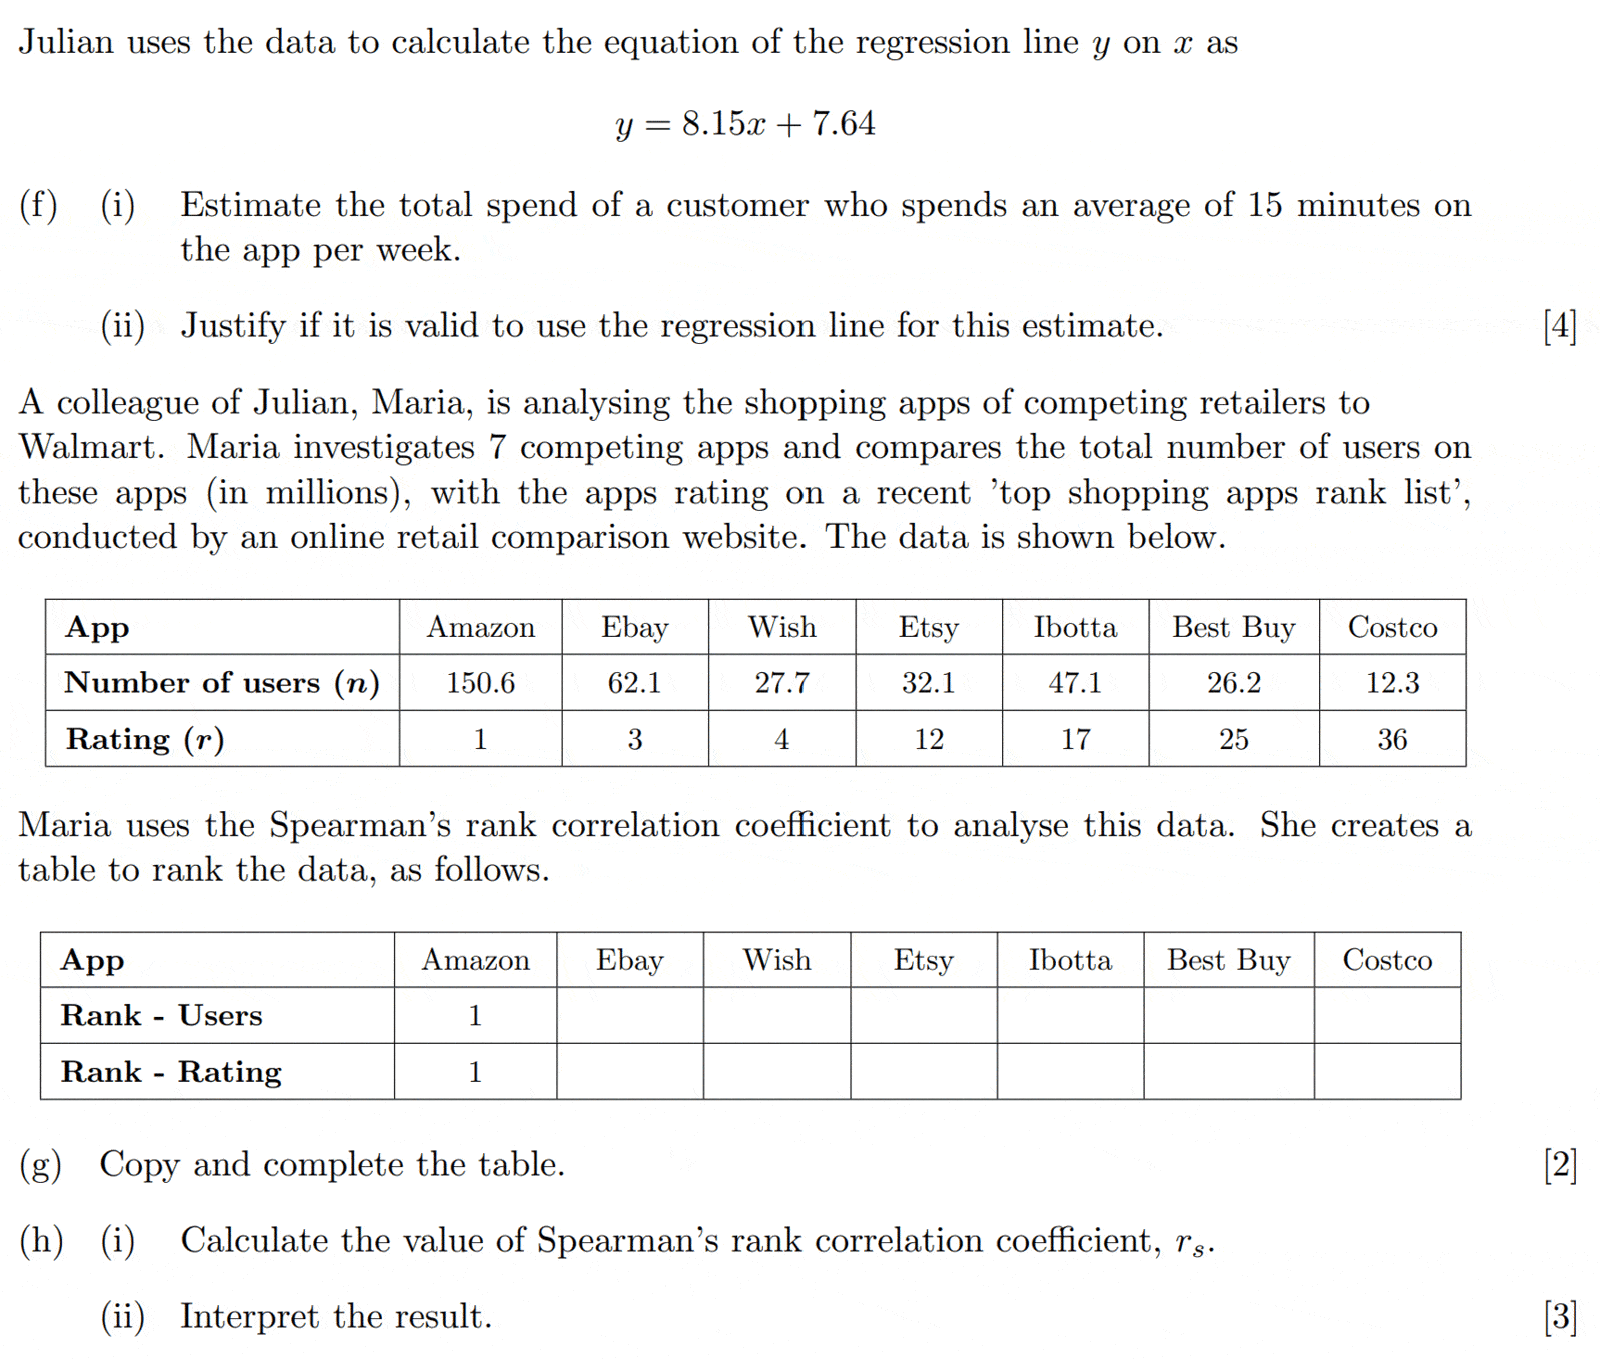 Julian uses the data to calculate the equation of the regression line y on x as
y = 8.15x + 7.64
(f) (i) Estimate the total spend of a customer who spends an average of 15 minutes on
the app per week.
(ii) Justify if it is valid to use the regression line for this estimate. [4]
A colleague of Julian, Maria, is analysing the shopping apps of competing retailers to
Walmart. Maria investigates 7 competing apps and compares the total number of users on
these apps (in millions), with the apps rating on a recent ’top shopping apps rank list’,
conducted by an online retail comparison website. The data is shown below.
App Amazon Ebay Wish Etsy Ibotta Best Buy Costco
Number of users (n) 150.6 62.1 27.7 32.1 47.1 26.2 12.3
Rating (r) 1 3 4 12 17 25 36
Maria uses the Spearman’s rank correlation coefficient to analyse this data. She creates a
table to rank the data, as follows.
App Amazon Ebay Wish Etsy Ibotta Best Buy Costco
Rank - Users 1
Rank - Rating 1
(g) Copy and complete the table. [2]
(h) (i) Calculate the value of Spearman’s rank correlation coefficient, rₛ.
(ii) Interpret the result. [3]